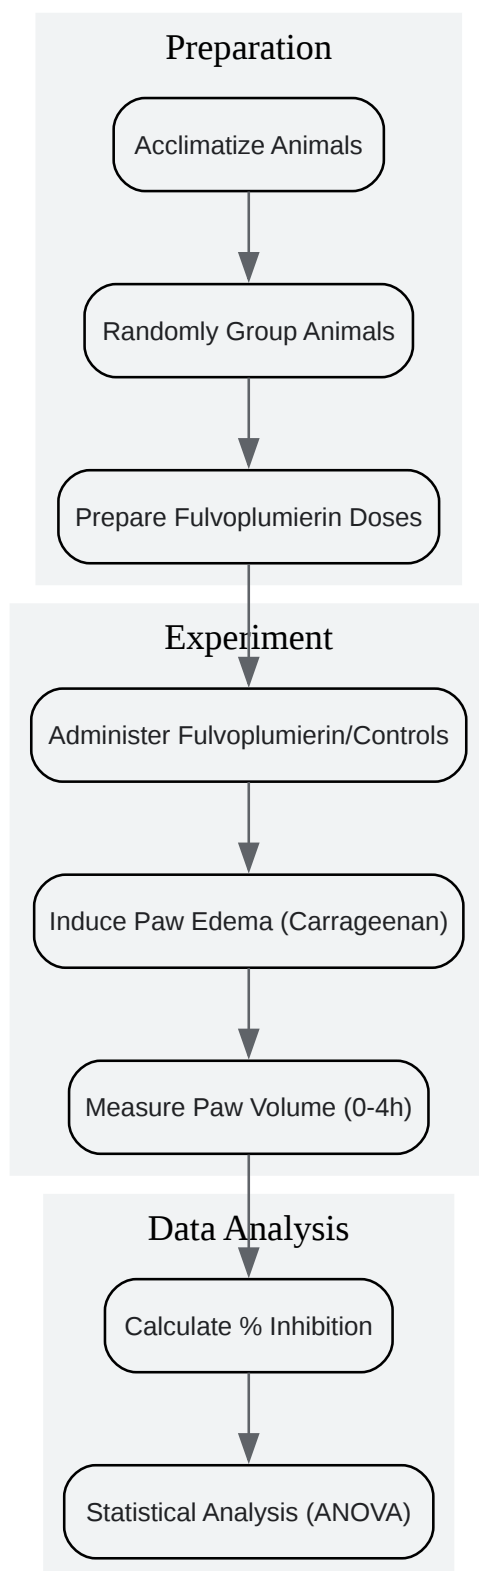 Preparation
Acclimatize Animals
Randomly Group Animals
Prepare Fulvoplumierin Doses
Experiment
Administer Fulvoplumierin/Controls
Induce Paw Edema (Carrageenan)
Measure Paw Volume (0-4h)
Data Analysis
Calculate % Inhibition
Statistical Analysis (ANOVA)